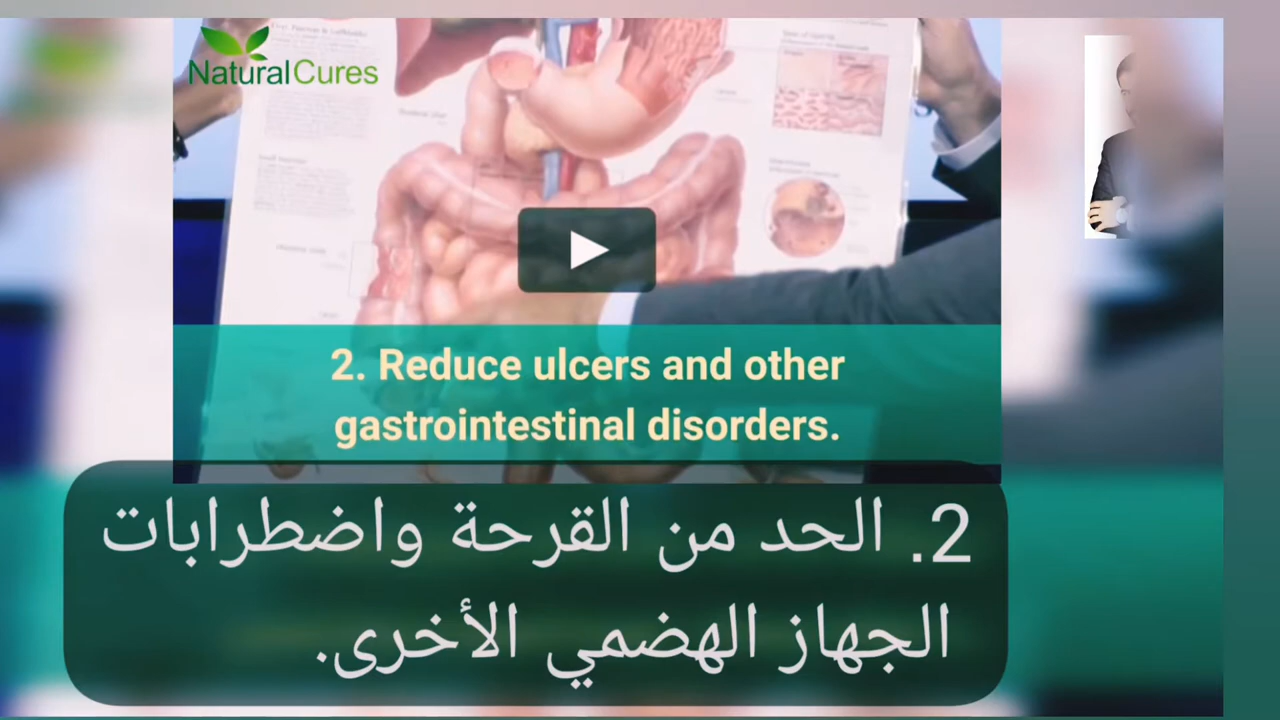 NaturalCures
2. Reduce ulcers and other
gastrointestinal disorders.
2. الحد من القرحة واضطرابات
الجهاز الهضمي الأخرى.